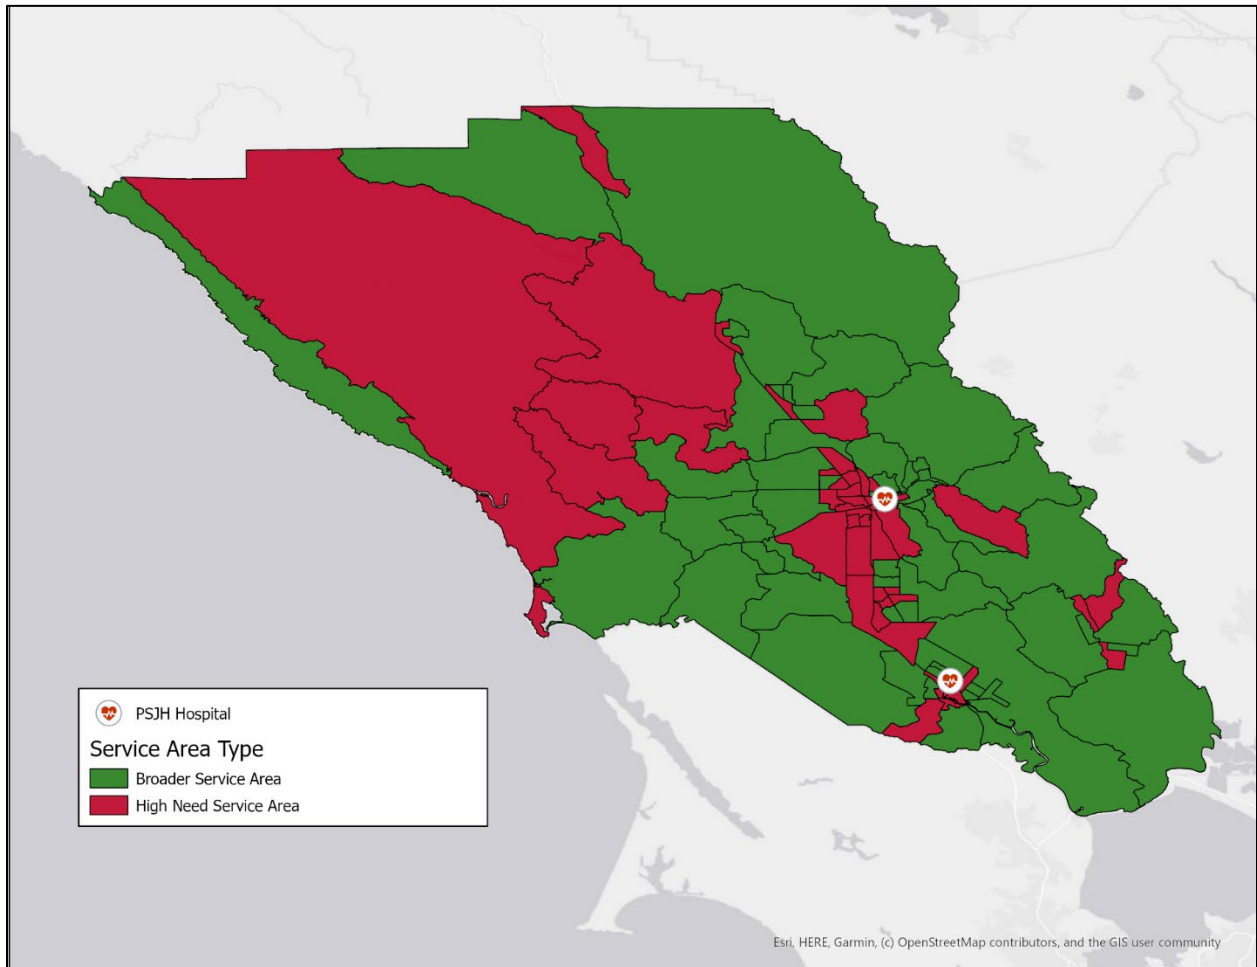 PSJH Hospital
Service Area Type
Broader Service Area
High Need Service Area
Esri, HERE, Garmin, (c) OpenStreetMap contributors, and the GIS user community